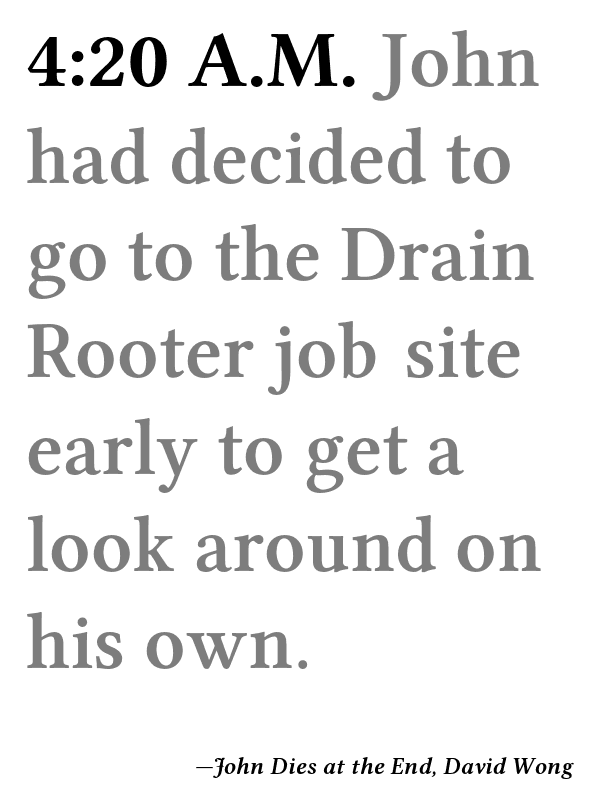 4:20 A.M. John
had decided to
go to the Drain
Rooter job site
early to get a
look around on
his own.
—John Dies at the End, David Wong